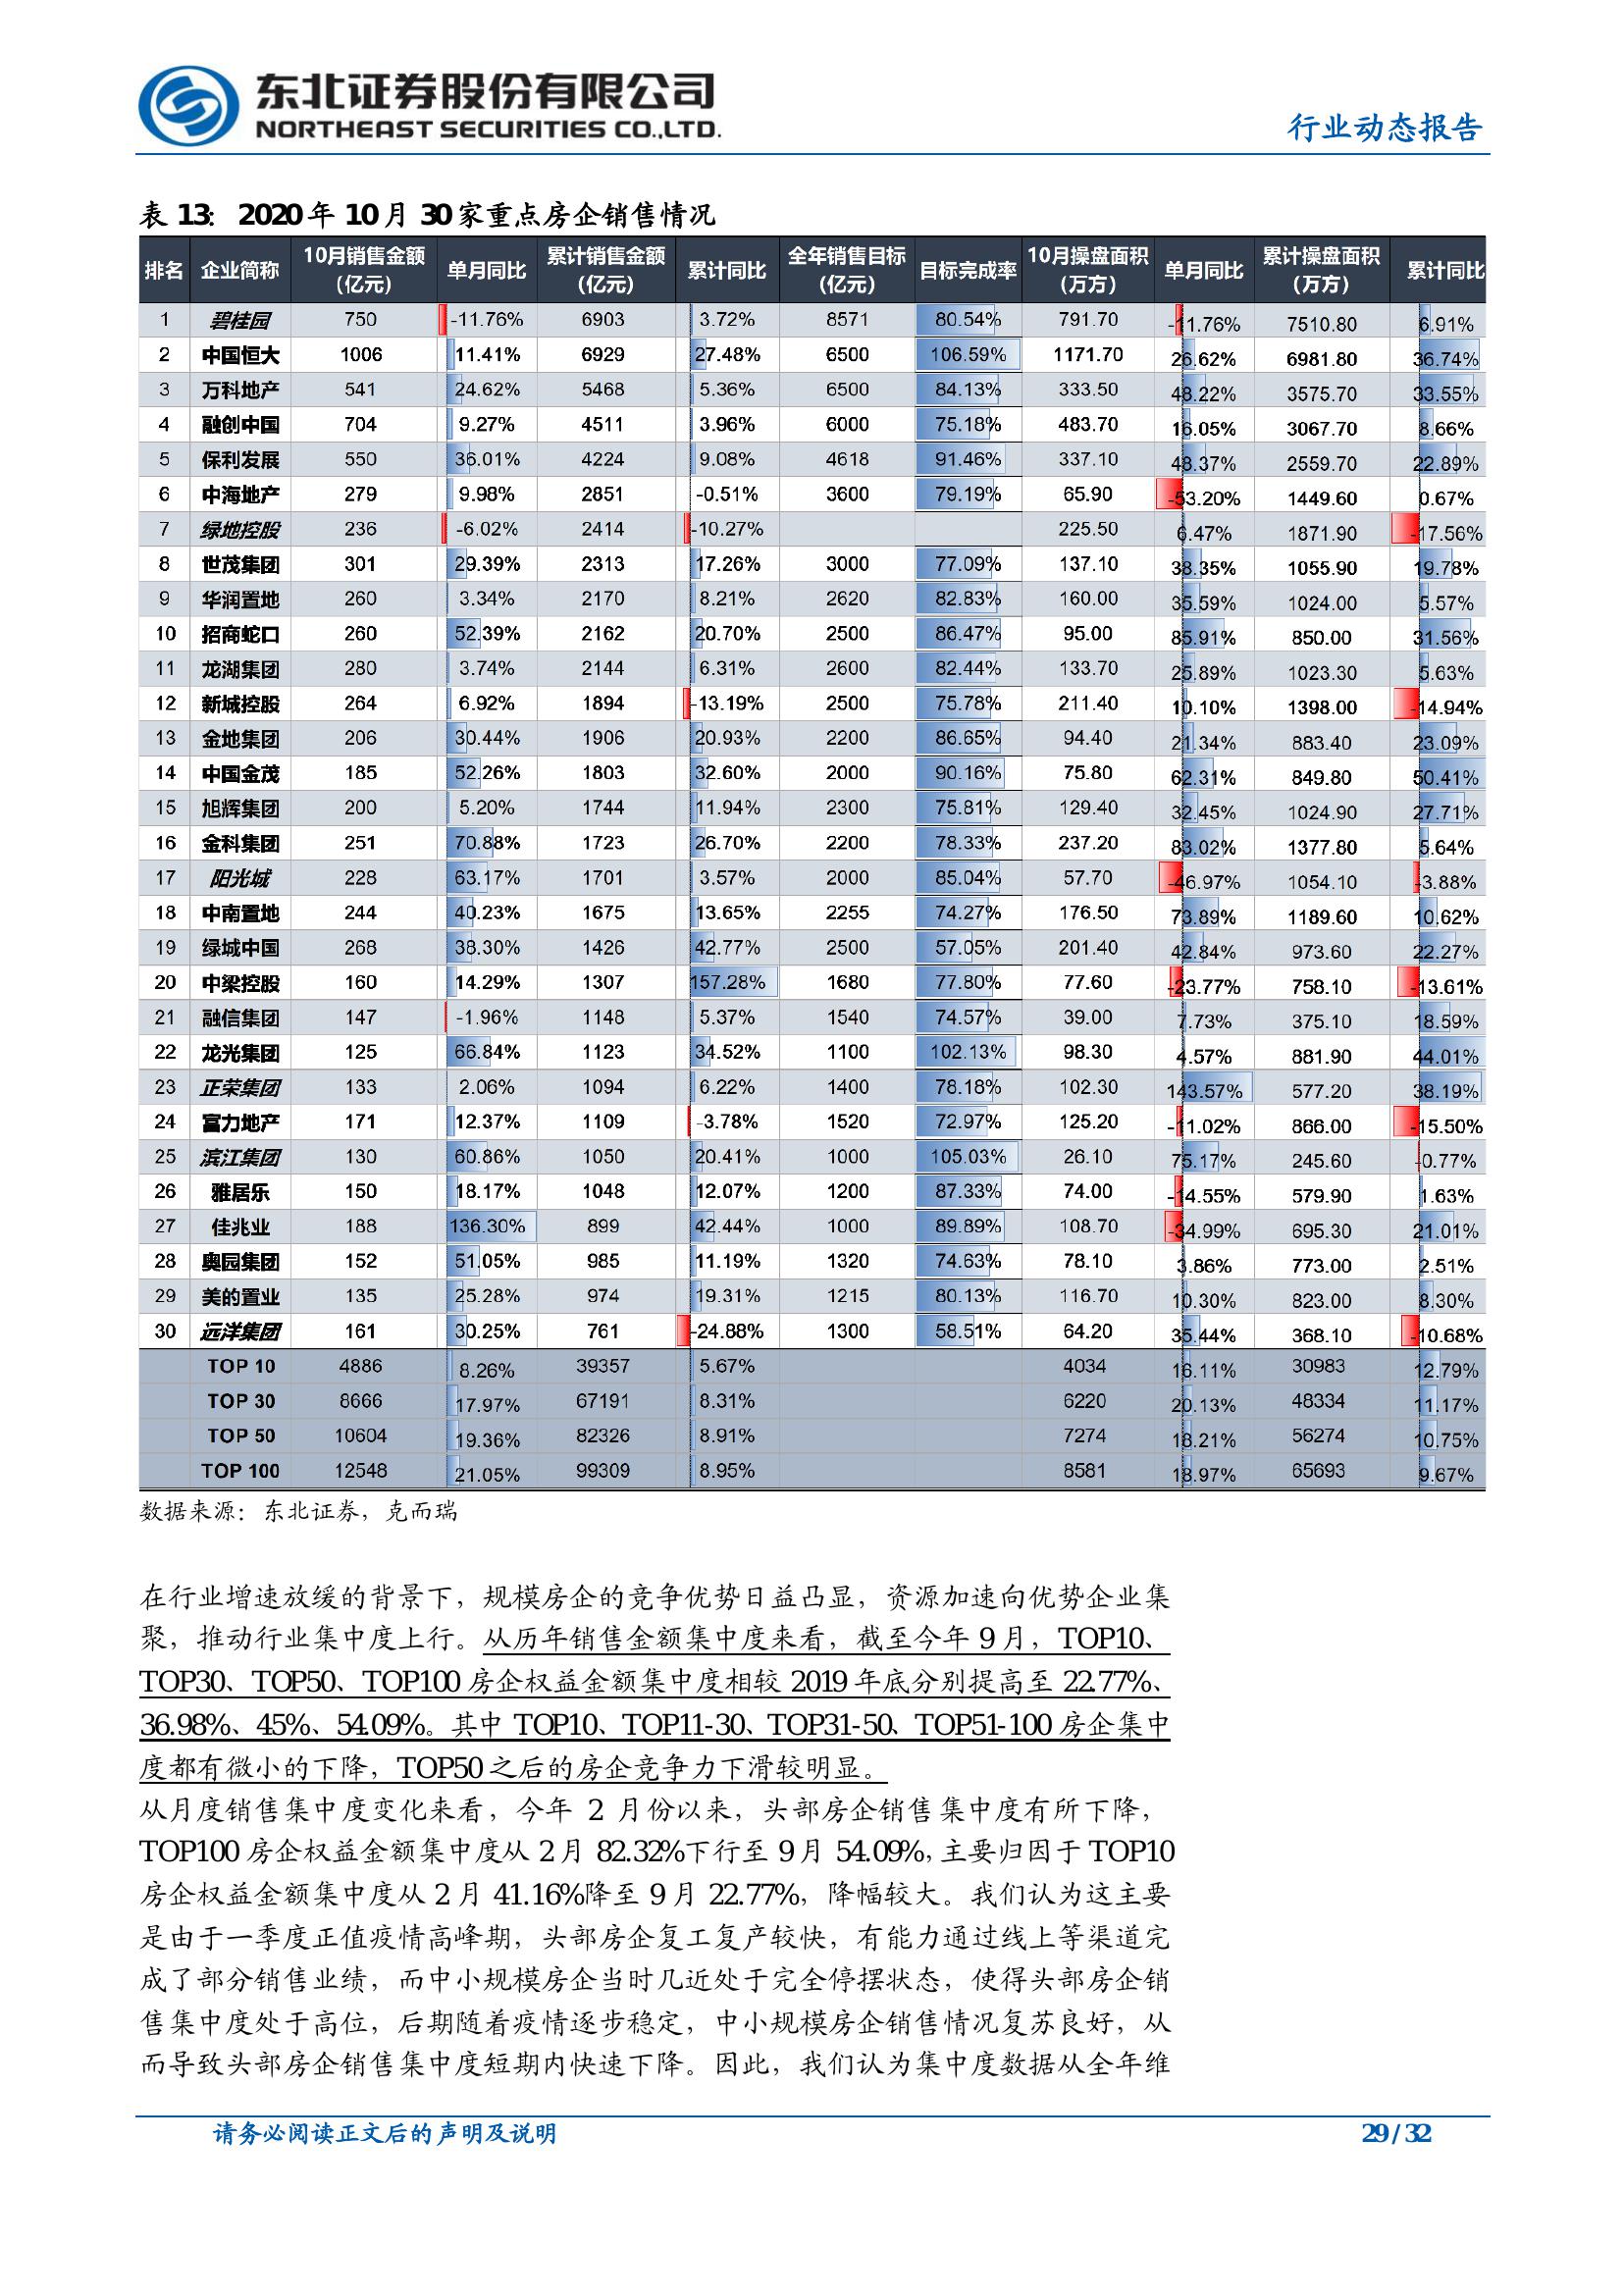 东北证券股份有限公司
NORTHEAST SECURITIES CO.,LTD.
行业动态报告
表 13: 2020 年 10 月 30 家重点房企销售情况
排名 企业简称 10月销售金额(亿元) 单月同比 累计销售金额(亿元) 累计同比 全年销售目标(亿元) 目标完成率 10月操盘面积(万方) 单月同比 累计操盘面积(万方) 累计同比
1 碧桂园 750 -11.76% 6903 3.72% 8571 80.54% 791.70 -11.76% 7510.80 6.91%
2 中国恒大 1006 11.41% 6929 27.48% 6500 106.59% 1171.70 26.62% 6981.80 36.74%
3 万科地产 541 24.62% 5468 5.36% 6500 84.13% 333.50 48.22% 3575.70 33.55%
4 融创中国 704 9.27% 4511 3.96% 6000 75.18% 483.70 16.05% 3067.70 8.66%
5 保利发展 550 36.01% 4224 9.08% 4618 91.46% 337.10 48.37% 2559.70 22.89%
6 中海地产 279 9.98% 2851 -0.51% 3600 79.19% 65.90 -53.20% 1449.60 0.67%
7 绿地控股 236 -6.02% 2414 -10.27% 225.50 6.47% 1871.90 -17.56%
8 世茂集团 301 29.39% 2313 17.26% 3000 77.09% 137.10 38.35% 1055.90 19.78%
9 华润置地 260 3.34% 2170 8.21% 2620 82.83% 160.00 35.59% 1024.00 5.57%
10 招商蛇口 260 52.39% 2162 20.70% 2500 86.47% 95.00 85.91% 850.00 31.56%
11 龙湖集团 280 3.74% 2144 6.31% 2600 82.44% 133.70 25.89% 1023.30 5.63%
12 新城控股 264 6.92% 1894 -13.19% 2500 75.78% 211.40 10.10% 1398.00 -14.94%
13 金地集团 206 30.44% 1906 20.93% 2200 86.65% 94.40 21.34% 883.40 23.09%
14 中国金茂 185 52.26% 1803 32.60% 2000 90.16% 75.80 62.31% 849.80 50.41%
15 旭辉集团 200 5.20% 1744 11.94% 2300 75.81% 129.40 32.45% 1024.90 27.71%
16 金科集团 251 70.88% 1723 26.70% 2200 78.33% 237.20 83.02% 1377.80 5.64%
17 阳光城 228 63.17% 1701 3.57% 2000 85.04% 57.70 -46.97% 1054.10 -3.88%
18 中南置地 244 40.23% 1675 13.65% 2255 74.27% 176.50 73.89% 1189.60 10.62%
19 绿城中国 268 38.30% 1426 42.77% 2500 57.05% 201.40 42.84% 973.60 22.27%
20 中梁控股 160 14.29% 1307 157.28% 1680 77.80% 77.60 -23.77% 758.10 -13.61%
21 融信集团 147 -1.96% 1148 5.37% 1540 74.57% 39.00 7.73% 375.10 18.59%
22 龙光集团 125 66.84% 1123 34.52% 1100 102.13% 98.30 4.57% 881.90 44.01%
23 正荣集团 133 2.06% 1094 6.22% 1400 78.18% 102.30 143.57% 577.20 38.19%
24 富力地产 171 12.37% 1109 -3.78% 1520 72.97% 125.20 -11.02% 866.00 -15.50%
25 滨江集团 130 60.86% 1050 20.41% 1000 105.03% 26.10 75.17% 245.60 -0.77%
26 雅居乐 150 18.17% 1048 12.07% 1200 87.33% 74.00 -14.55% 579.90 1.63%
27 佳兆业 188 136.30% 899 42.44% 1000 89.89% 108.70 -34.99% 695.30 21.01%
28 奥园集团 152 51.05% 985 11.19% 1320 74.63% 78.10 3.86% 773.00 2.51%
29 美的置业 135 25.28% 974 19.31% 1215 80.13% 116.70 10.30% 823.00 8.30%
30 远洋集团 161 30.25% 761 -24.88% 1300 58.51% 64.20 35.44% 368.10 -10.68%
TOP 10 4886 8.26% 39357 5.67% 4034 16.11% 30983 12.79%
TOP 30 8666 17.97% 67191 8.31% 6220 20.13% 48334 11.17%
TOP 50 10604 19.36% 82326 8.91% 7274 18.21% 56274 10.75%
TOP 100 12548 21.05% 99309 8.95% 8581 18.97% 65693 9.67%
数据来源：东北证券，克而瑞
在行业增速放缓的背景下，规模房企的竞争优势日益凸显，资源加速向优势企业集
聚，推动行业集中度上行。从历年销售金额集中度来看，截至今年 9 月，TOP10、
TOP30、TOP50、TOP100 房企权益金额集中度相较 2019 年底分别提高至 22.77%、
36.98%、45%、54.09%。其中 TOP10、TOP11-30、TOP31-50、TOP51-100 房企集中
度都有微小的下降，TOP50 之后的房企竞争力下滑较明显。
从月度销售集中度变化来看，今年 2 月份以来，头部房企销售集中度有所下降，
TOP100 房企权益金额集中度从 2 月 82.32%下行至 9 月 54.09%，主要归因于 TOP10
房企权益金额集中度从 2 月 41.16%降至 9 月 22.77%，降幅较大。我们认为这主要
是由于一季度正值疫情高峰期，头部房企复工复产较快，有能力通过线上等渠道完
成了部分销售业绩，而中小规模房企当时几近处于完全停摆状态，使得头部房企销
售集中度处于高位，后期随着疫情逐步稳定，中小规模房企销售情况复苏良好，从
而导致头部房企销售集中度短期内快速下降。因此，我们认为集中度数据从全年维
请务必阅读正文后的声明及说明
29 / 32